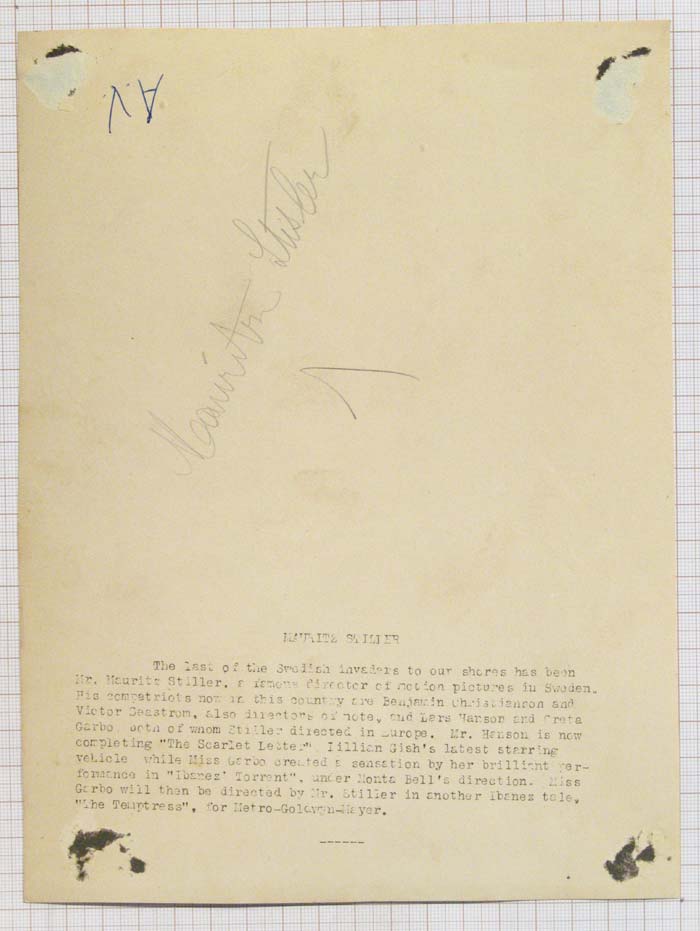 MAURITZ STILLER
The last of the Swedish invaders to our shores has been
Mr. Mauritz Stiller, a famous director of motion pictures in Sweden.
His compatriots now in this country are Benjamin Christianson and
Victor Seastrom, also directors of note, and Lars Hanson and Greta
Garbo, both of whom Stiller directed in Europe. Mr. Hanson is now
completing "The Scarlet Letter", Lillian Gish's latest starring
vehicle while Miss Garbo created a sensation by her brilliant per-
formance in "Ibanez' Torrent", under Monta Bell's direction. Miss
Garbo will then be directed by Mr. Stiller in another Ibanez tale,
"The Temptress", for Metro-Goldwyn-Mayer.
------